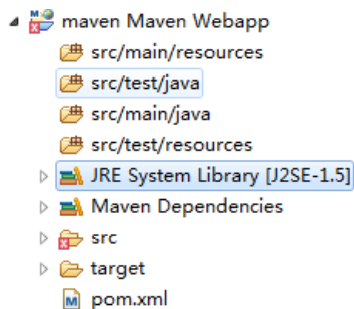 maven Maven Webapp
src/main/resources
src/test/java
src/main/java
src/test/resources
JRE System Library [J2SE-1.5]
Maven Dependencies
src
target
pom.xml